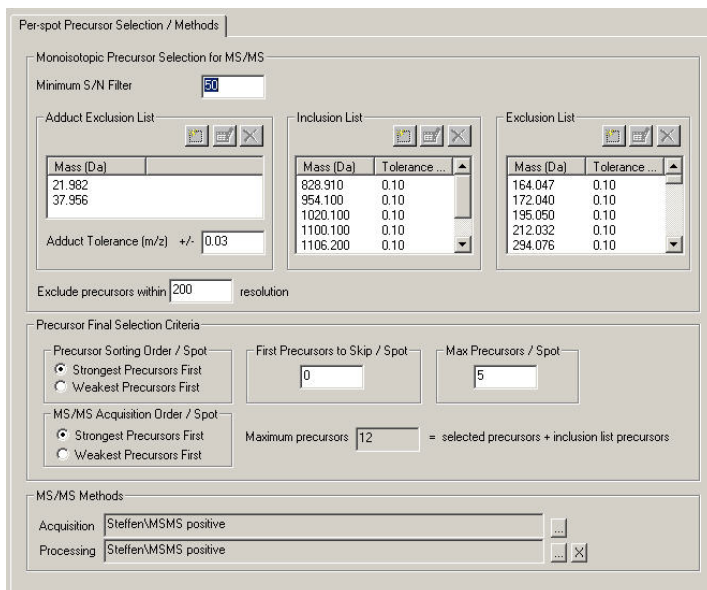 Per-spot Precursor Selection / Methods
Monoisotopic Precursor Selection for MS/MS
Minimum S/N Filter 50
Adduct Exclusion List
Mass (Da)
21.982
37.956
Adduct Tolerance (m/z) +/- 0.03
Inclusion List
Mass (Da) Tolerance ...
828.910 0.10
954.100 0.10
1020.100 0.10
1100.100 0.10
1106.200 0.10
Exclusion List
Mass (Da) Tolerance ...
164.047 0.10
172.040 0.10
195.050 0.10
212.032 0.10
294.076 0.10
Exclude precursors within 200 resolution
Precursor Final Selection Criteria
Precursor Sorting Order / Spot
Strongest Precursors First
Weakest Precursors First
First Precursors to Skip / Spot
0
Max Precursors / Spot
5
MS/MS Acquisition Order / Spot
Strongest Precursors First
Weakest Precursors First
Maximum precursors 12 = selected precursors + inclusion list precursors
MS/MS Methods
Acquisition Steffen\MSMS positive ...
Processing Steffen\MSMS positive ...